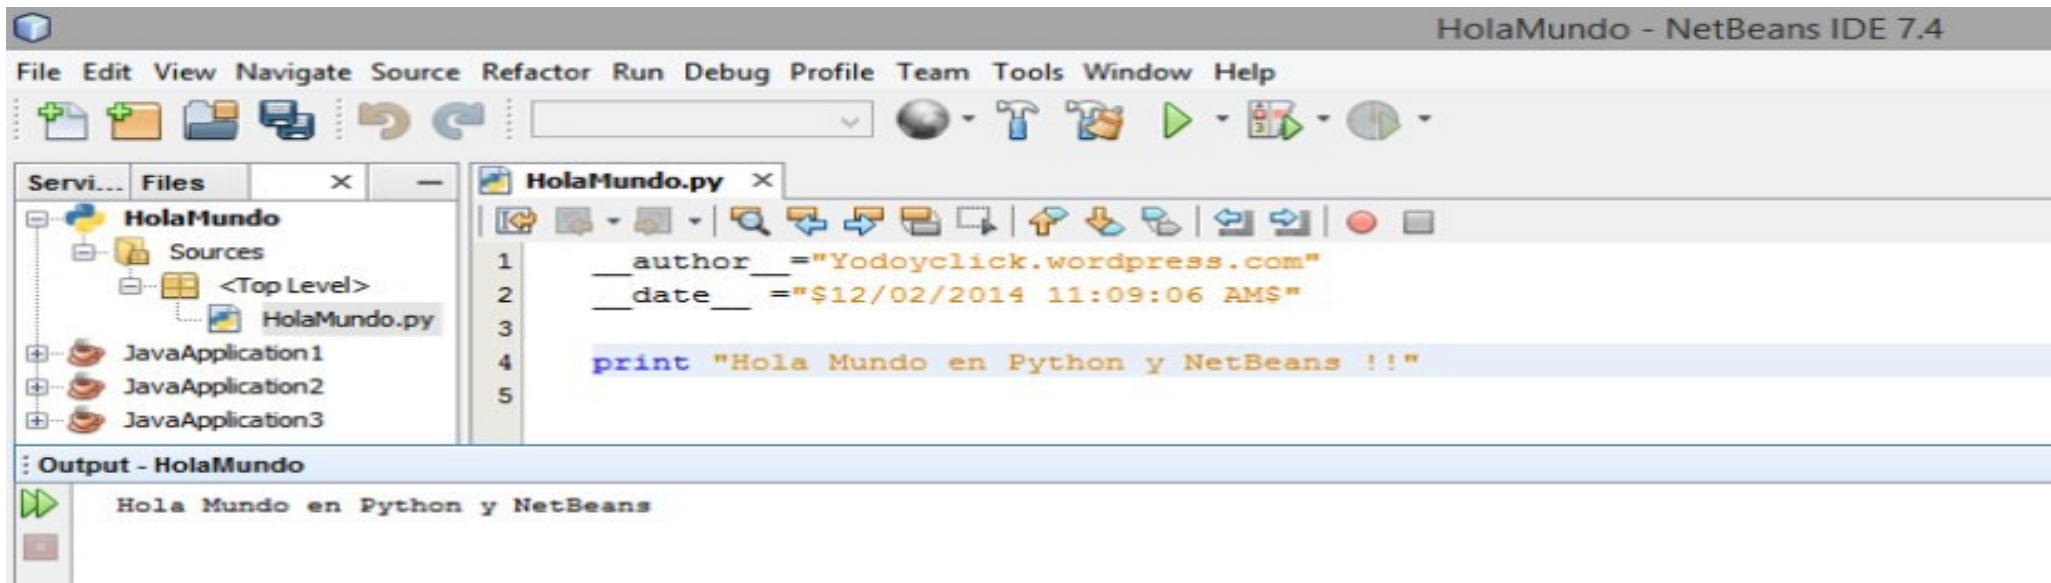 HolaMundo - NetBeans IDE 7.4
File Edit View Navigate Source Refactor Run Debug Profile Team Tools Window Help
Servi... Files
HolaMundo.py
HolaMundo
Sources
<Top Level>
HolaMundo.py
JavaApplication1
JavaApplication2
JavaApplication3
1 __author__="Yodoyclick.wordpress.com"
2 __date__ ="$12/02/2014 11:09:06 AM$"
3
4 print "Hola Mundo en Python y NetBeans !!"
5
Output - HolaMundo
Hola Mundo en Python y NetBeans